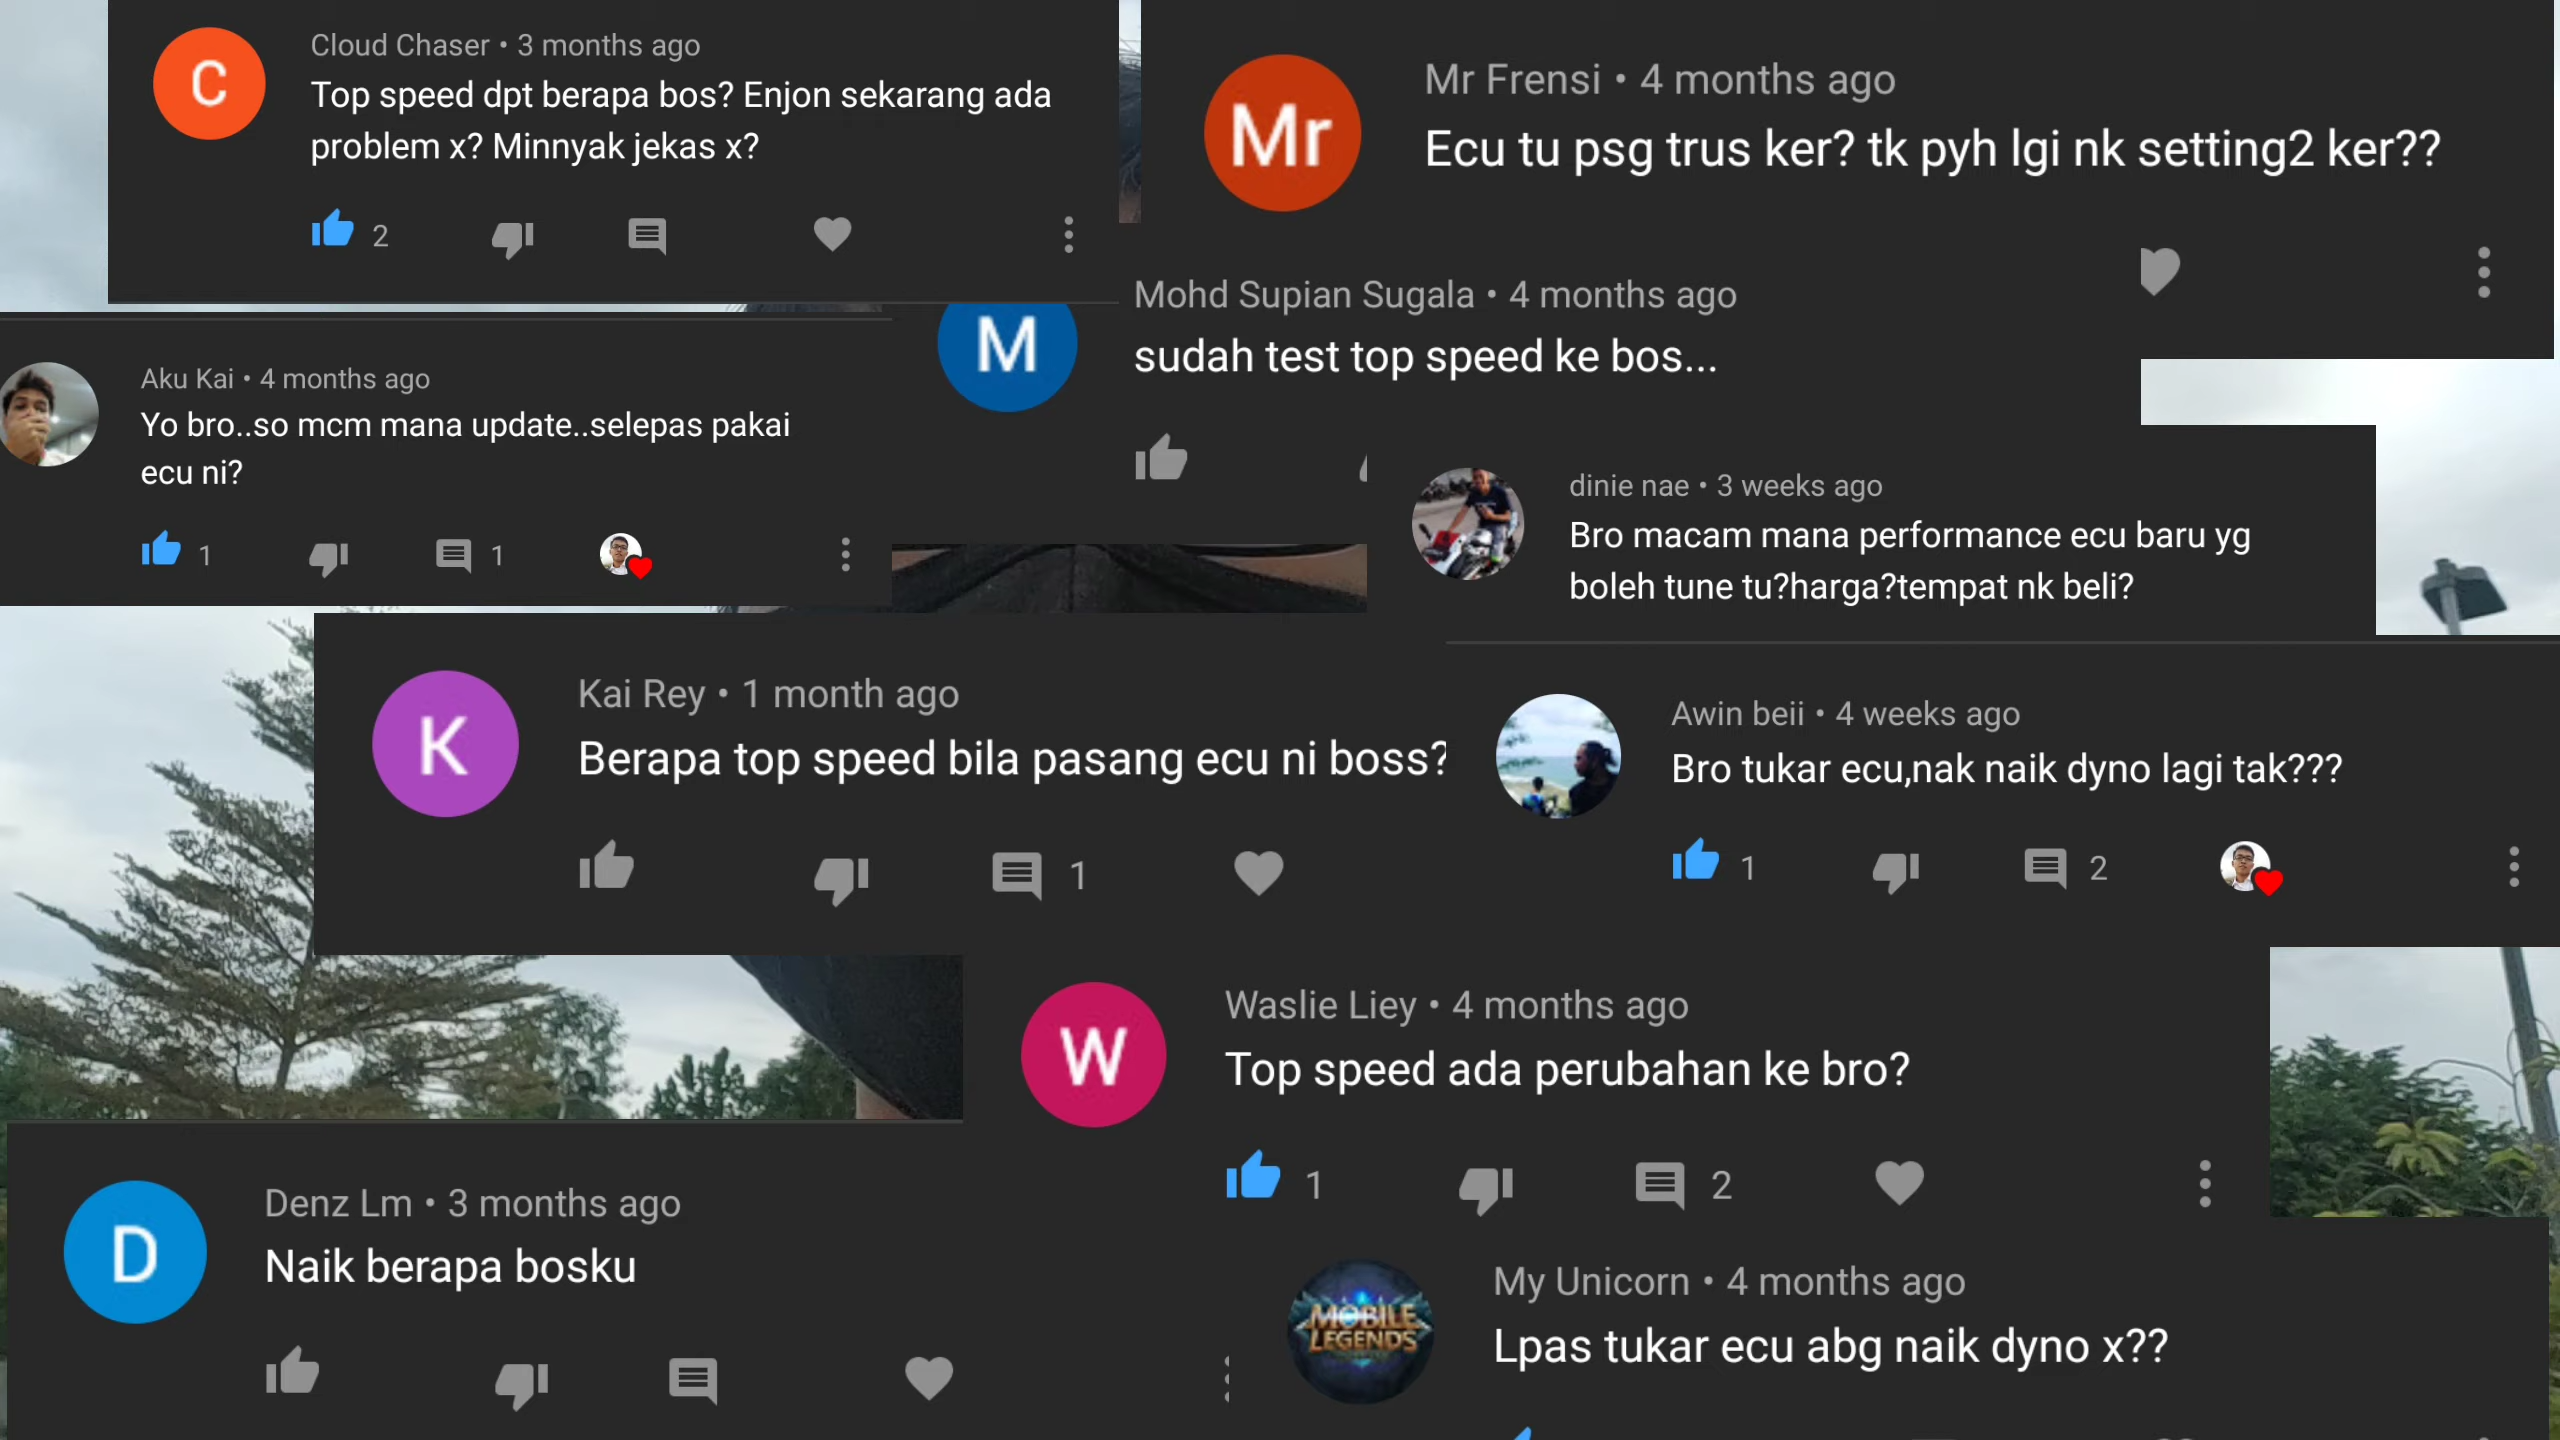 C
Cloud Chaser • 3 months ago
Top speed dpt berapa bos? Enjon sekarang ada
problem x? Minnyak jekas x?
2
Mr
Mr Frensi • 4 months ago
Ecu tu psg trus ker? tk pyh lgi nk setting2 ker??
M
Mohd Supian Sugala • 4 months ago
sudah test top speed ke bos...
Aku Kai • 4 months ago
Yo bro..so mcm mana update..selepas pakai
ecu ni?
1
1
dinie nae • 3 weeks ago
Bro macam mana performance ecu baru yg
boleh tune tu?harga?tempat nk beli?
K
Kai Rey • 1 month ago
Berapa top speed bila pasang ecu ni boss?
1
Awin beii • 4 weeks ago
Bro tukar ecu,nak naik dyno lagi tak???
1
2
W
Waslie Liey • 4 months ago
Top speed ada perubahan ke bro?
1
2
D
Denz Lm • 3 months ago
Naik berapa bosku
MOBILE
LEGENDS
My Unicorn • 4 months ago
Lpas tukar ecu abg naik dyno x??